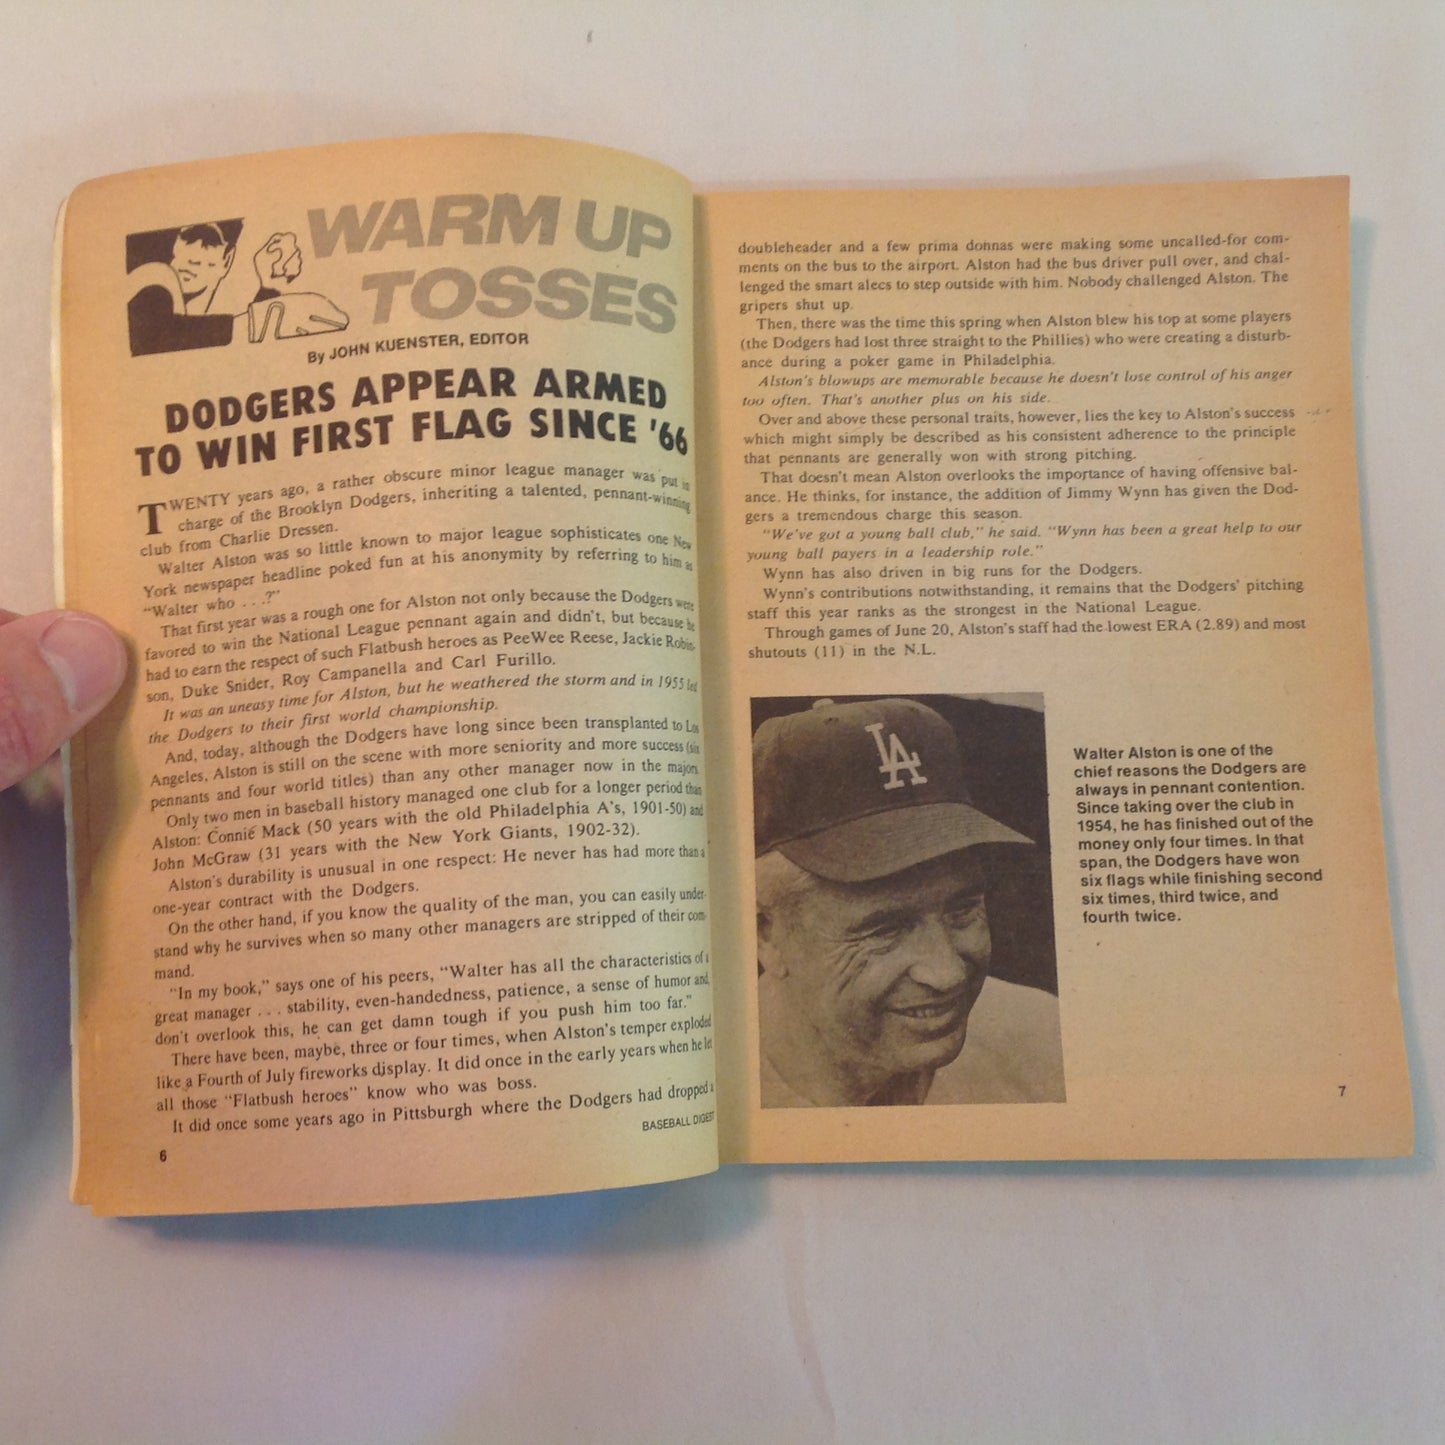 WARM UP
TOSSES
By JOHN KUENSTER, EDITOR
DODGERS APPEAR ARMED
TO WIN FIRST FLAG SINCE '66
TWENTY years ago, a rather obscure minor league manager was put in
charge of the Brooklyn Dodgers, inheriting a talented, pennant-winning
club from Charlie Dressen.
Walter Alston was so little known to major league sophisticates one New
York newspaper headline poked fun at his anonymity by referring to him as
"Walter who . . .?"
That first year was a rough one for Alston not only because the Dodgers were
favored to win the National League pennant again and didn't, but because he
had to earn the respect of such Flatbush heroes as PeeWee Reese, Jackie Robin-
son, Duke Snider, Roy Campanella and Carl Furillo.
It was an uneasy time for Alston, but he weathered the storm and in 1955 led
the Dodgers to their first world championship.
And, today, although the Dodgers have long since been transplanted to Los
Angeles, Alston is still on the scene with more seniority and more success (six
pennants and four world titles) than any other manager now in the majors.
Only two men in baseball history managed one club for a longer period than
Alston: Connie Mack (50 years with the old Philadelphia A's, 1901-50) and
John McGraw (31 years with the New York Giants, 1902-32).
Alston's durability is unusual in one respect: He never has had more than a
one-year contract with the Dodgers.
On the other hand, if you know the quality of the man, you can easily under-
stand why he survives when so many other managers are stripped of their com-
mand.
"In my book," says one of his peers, "Walter has all the characteristics of a
great manager . . . stability, even-handedness, patience, a sense of humor and,
don't overlook this, he can get damn tough if you push him too far."
There have been, maybe, three or four times, when Alston's temper exploded
like a Fourth of July fireworks display. It did once in the early years when he let
all those "Flatbush heroes" know who was boss.
It did once some years ago in Pittsburgh where the Dodgers had dropped a
BASEBALL DIGEST
6
doubleheader and a few prima donnas were making some uncalled-for com-
ments on the bus to the airport. Alston had the bus driver pull over, and chal-
lenged the smart alecs to step outside with him. Nobody challenged Alston. The
gripers shut up.
Then, there was the time this spring when Alston blew his top at some players
(the Dodgers had lost three straight to the Phillies) who were creating a disturb-
ance during a poker game in Philadelphia.
Alston's blowups are memorable because he doesn't lose control of his anger
too often. That's another plus on his side.
Over and above these personal traits, however, lies the key to Alston's success
which might simply be described as his consistent adherence to the principle
that pennants are generally won with strong pitching.
That doesn't mean Alston overlooks the importance of having offensive bal-
ance. He thinks, for instance, the addition of Jimmy Wynn has given the Dod-
gers a tremendous charge this season.
"We've got a young ball club," he said. "Wynn has been a great help to our
young ball payers in a leadership role."
Wynn has also driven in big runs for the Dodgers.
Wynn's contributions notwithstanding, it remains that the Dodgers' pitching
staff this year ranks as the strongest in the National League.
Through games of June 20, Alston's staff had the lowest ERA (2.89) and most
shutouts (11) in the N.L.
LA
Walter Alston is one of the
chief reasons the Dodgers are
always in pennant contention.
Since taking over the club in
1954, he has finished out of the
money only four times. In that
span, the Dodgers have won
six flags while finishing second
six times, third twice, and
fourth twice.
7